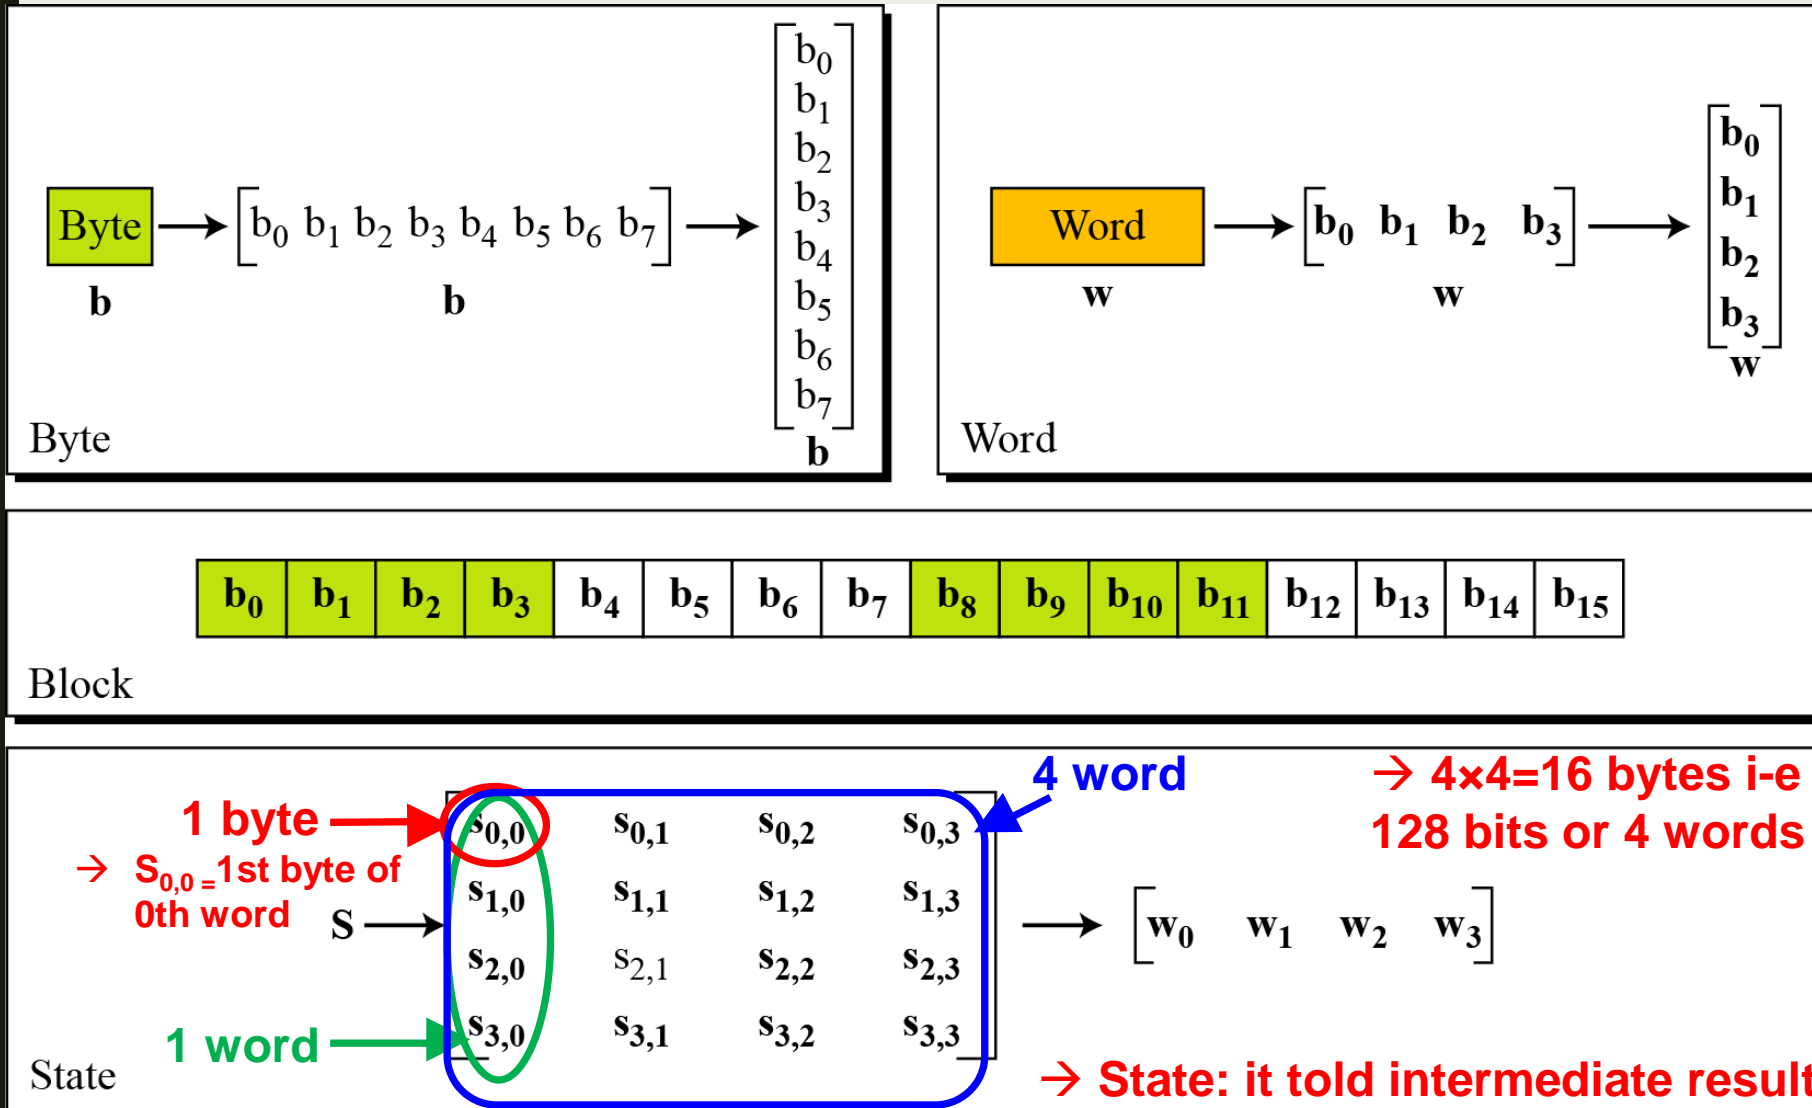 Byte → [b0 b1 b2 b3 b4 b5 b6 b7] →
b
b
b0
b1
b2
b3
b4
b5
b6
b7
b
Byte
Word → [b0 b1 b2 b3] →
w
w
b0
b1
b2
b3
w
Word
b0 b1 b2 b3 b4 b5 b6 b7 b8 b9 b10 b11 b12 b13 b14 b15
Block
1 byte
→ S0,0 = 1st byte of
0th word
S →
1 word
s0,0 s0,1 s0,2 s0,3
s1,0 s1,1 s1,2 s1,3
s2,0 s2,1 s2,2 s2,3
s3,0 s3,1 s3,2 s3,3
4 word
→ 4×4=16 bytes i-e
128 bits or 4 words
→ [w0 w1 w2 w3]
→ State: it told intermediate result
State